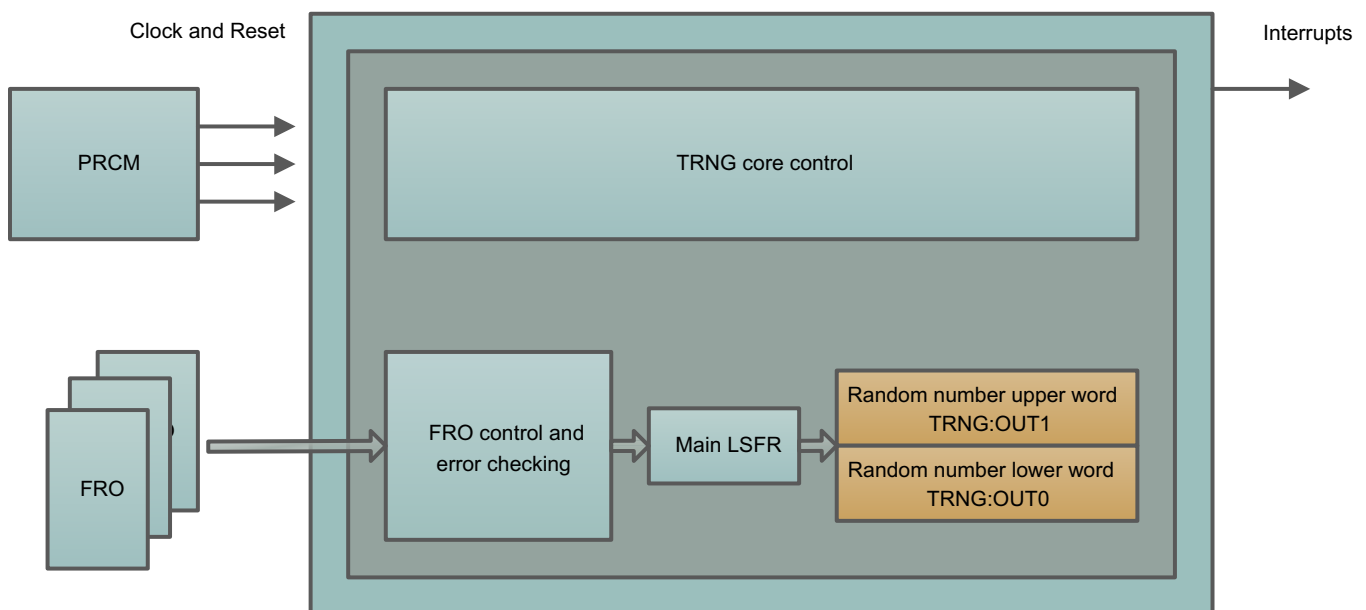 Clock and Reset
Interrupts
PRCM
TRNG core control
FRO
FRO control and
error checking
Main LSFR
Random number upper word
TRNG:OUT1
Random number lower word
TRNG:OUT0